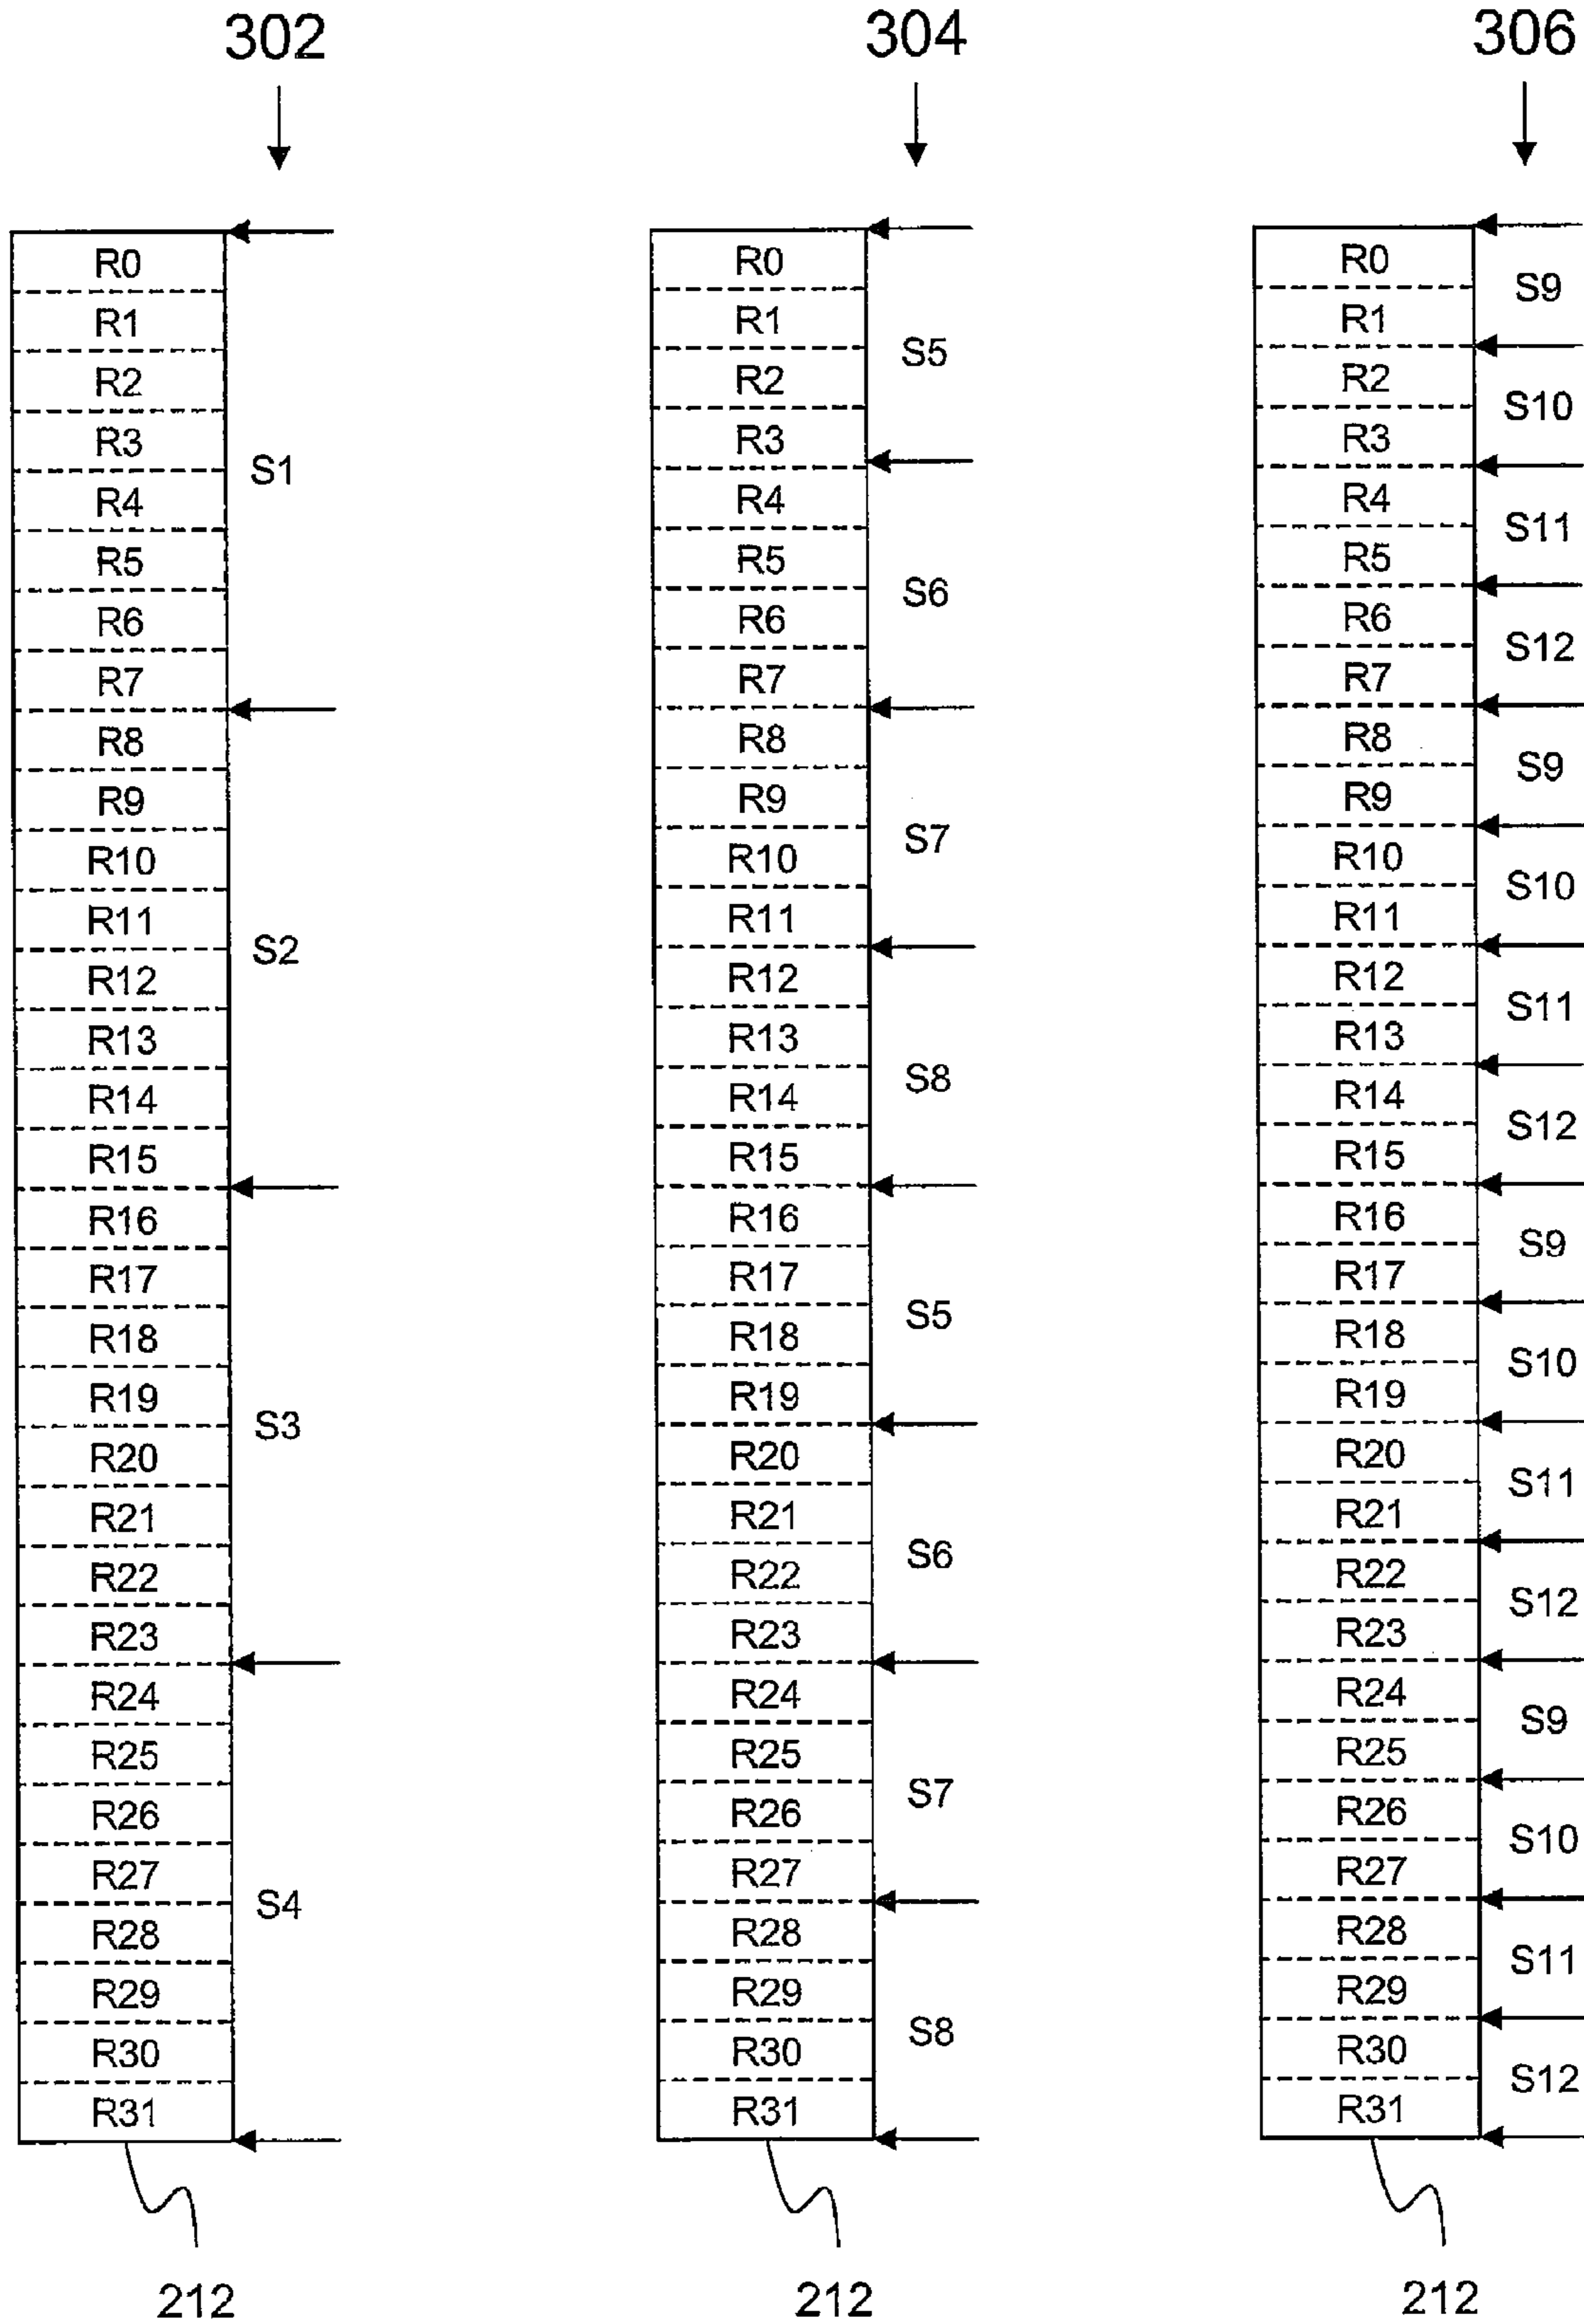 302
R0
R1
R2
R3
R4
R5
R6
R7
R8
R9
R10
R11
R12
R13
R14
R15
R16
R17
R18
R19
R20
R21
R22
R23
R24
R25
R26
R27
R28
R29
R30
R31
S1
S2
S3
S4
212
304
R0
R1
R2
R3
R4
R5
R6
R7
R8
R9
R10
R11
R12
R13
R14
R15
R16
R17
R18
R19
R20
R21
R22
R23
R24
R25
R26
R27
R28
R29
R30
R31
S5
S6
S7
S8
S5
S6
S7
S8
212
306
R0
R1
R2
R3
R4
R5
R6
R7
R8
R9
R10
R11
R12
R13
R14
R15
R16
R17
R18
R19
R20
R21
R22
R23
R24
R25
R26
R27
R28
R29
R30
R31
S9
S10
S11
S12
S9
S10
S11
S12
S9
S10
S11
S12
S9
S10
S11
S12
212